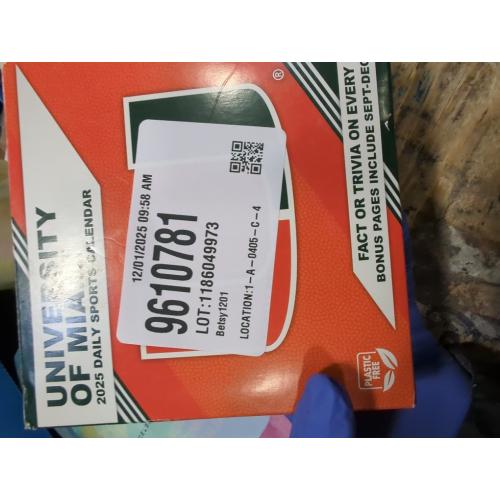 UNIVERSITY
OF MIAMI
2025 DAILY SPORTS CALENDAR
12/01/2025 09:58 AM
9610781
LOT:1186049973
Betsy1201
LOCATION:1-A-0405-C-4
®
FACT OR TRIVIA ON EVERY
BONUS PAGES INCLUDE SEPT-DEC
PLASTIC
FREE